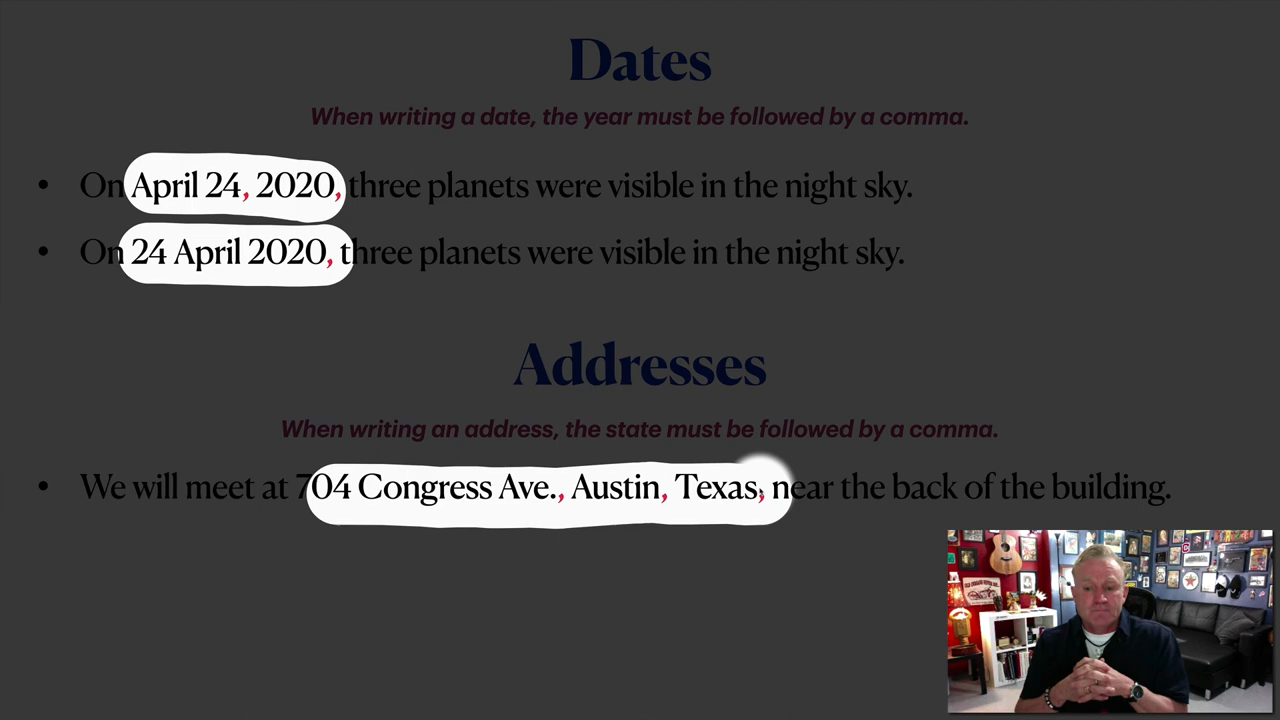 Dates
When writing a date, the year must be followed by a comma.
• On April 24, 2020, three planets were visible in the night sky.
• On 24 April 2020, three planets were visible in the night sky.
Addresses
When writing an address, the state must be followed by a comma.
• We will meet at 704 Congress Ave., Austin, Texas, near the back of the building.